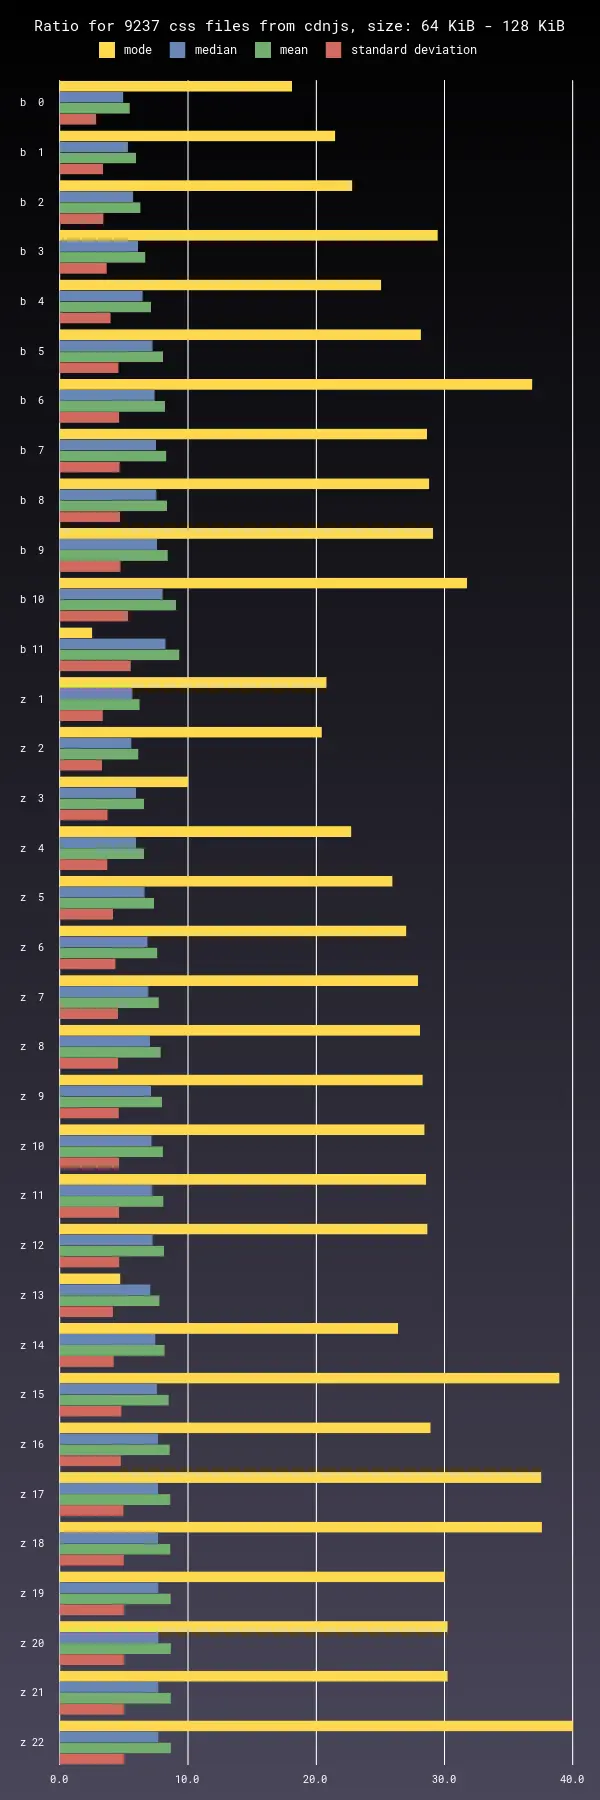 Ratio for 9237 css files from cdnjs, size: 64 KiB - 128 KiB
mode median mean standard deviation
b 0
b 1
b 2
b 3
b 4
b 5
b 6
b 7
b 8
b 9
b 10
b 11
z 1
z 2
z 3
z 4
z 5
z 6
z 7
z 8
z 9
z 10
z 11
z 12
z 13
z 14
z 15
z 16
z 17
z 18
z 19
z 20
z 21
z 22
0.0 10.0 20.0 30.0 40.0